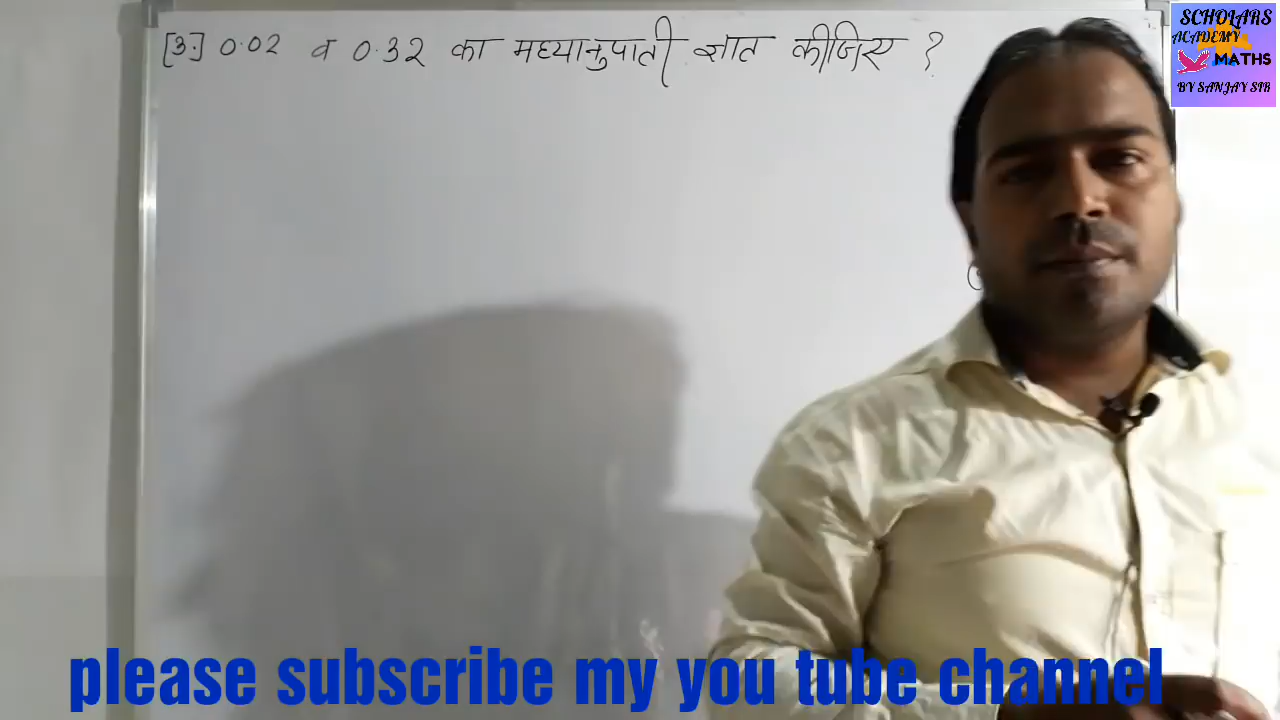 [3.] 0.02 व 0.32 का मध्यानुपाती ज्ञात कीजिए ?
SCHOLARS
ACADEMY
MATHS
BY SANJAY SIR
please subscribe my you tube channel